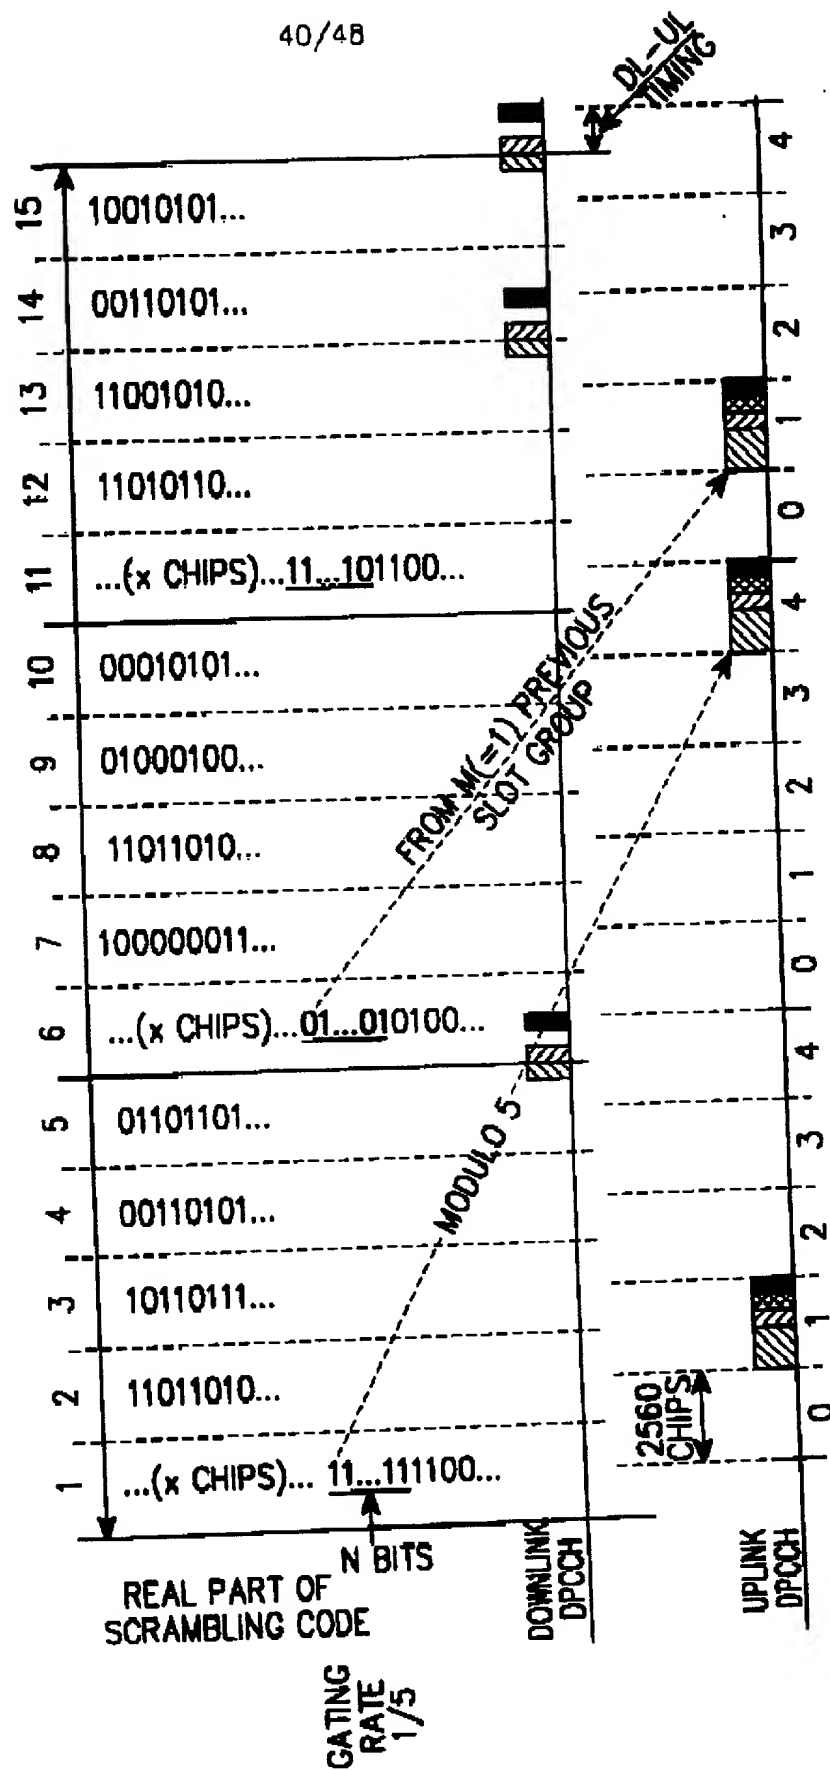 40/48
15
10010101...
14
00110101...
13
11001010...
12
11010110...
11
...(x CHIPS)...11...101100...
10
00010101...
9
01000100...
8
11011010...
7
100000011...
6
...(x CHIPS)...01...010100...
5
01101101...
4
00110101...
3
10110111...
2
11011010...
1
...(x CHIPS)... 11...111100...
N BITS
REAL PART OF
SCRAMBLING CODE
GATING
RATE
1/5
DOWNLINK
DPCCH
UPLINK
DPCCH
DL-UL
TIMING
FROM M(=1) PREVIOUS
SLOT GROUP
MODULO 5
2560
CHIPS
4
3
2
1
0
4
3
2
1
0
4
3
2
1
0